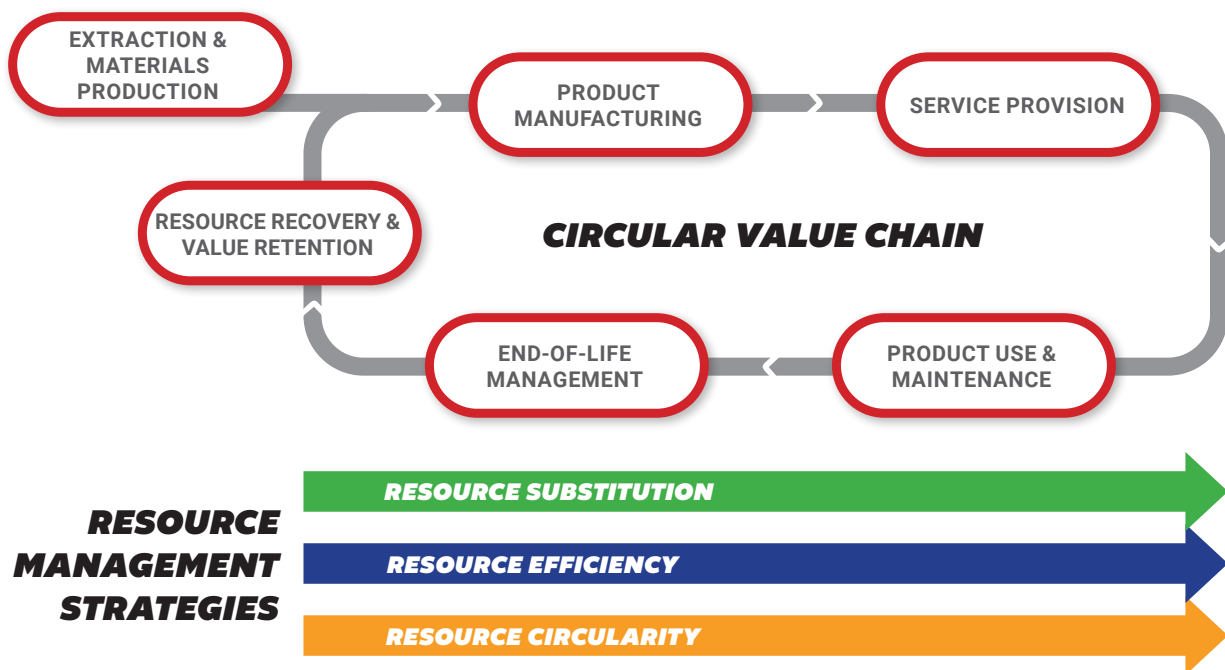 EXTRACTION &
MATERIALS
PRODUCTION
PRODUCT
MANUFACTURING
SERVICE PROVISION
RESOURCE RECOVERY &
VALUE RETENTION
CIRCULAR VALUE CHAIN
END-OF-LIFE
MANAGEMENT
PRODUCT USE &
MAINTENANCE
RESOURCE
MANAGEMENT
STRATEGIES
RESOURCE SUBSTITUTION
RESOURCE EFFICIENCY
RESOURCE CIRCULARITY